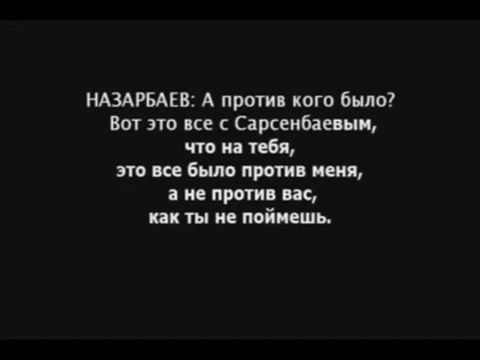 НАЗАРБАЕВ: А против кого было?
Вот это все с Сарсенбаевым,
что на тебя,
это все было против меня,
а не против вас,
как ты не поймешь.